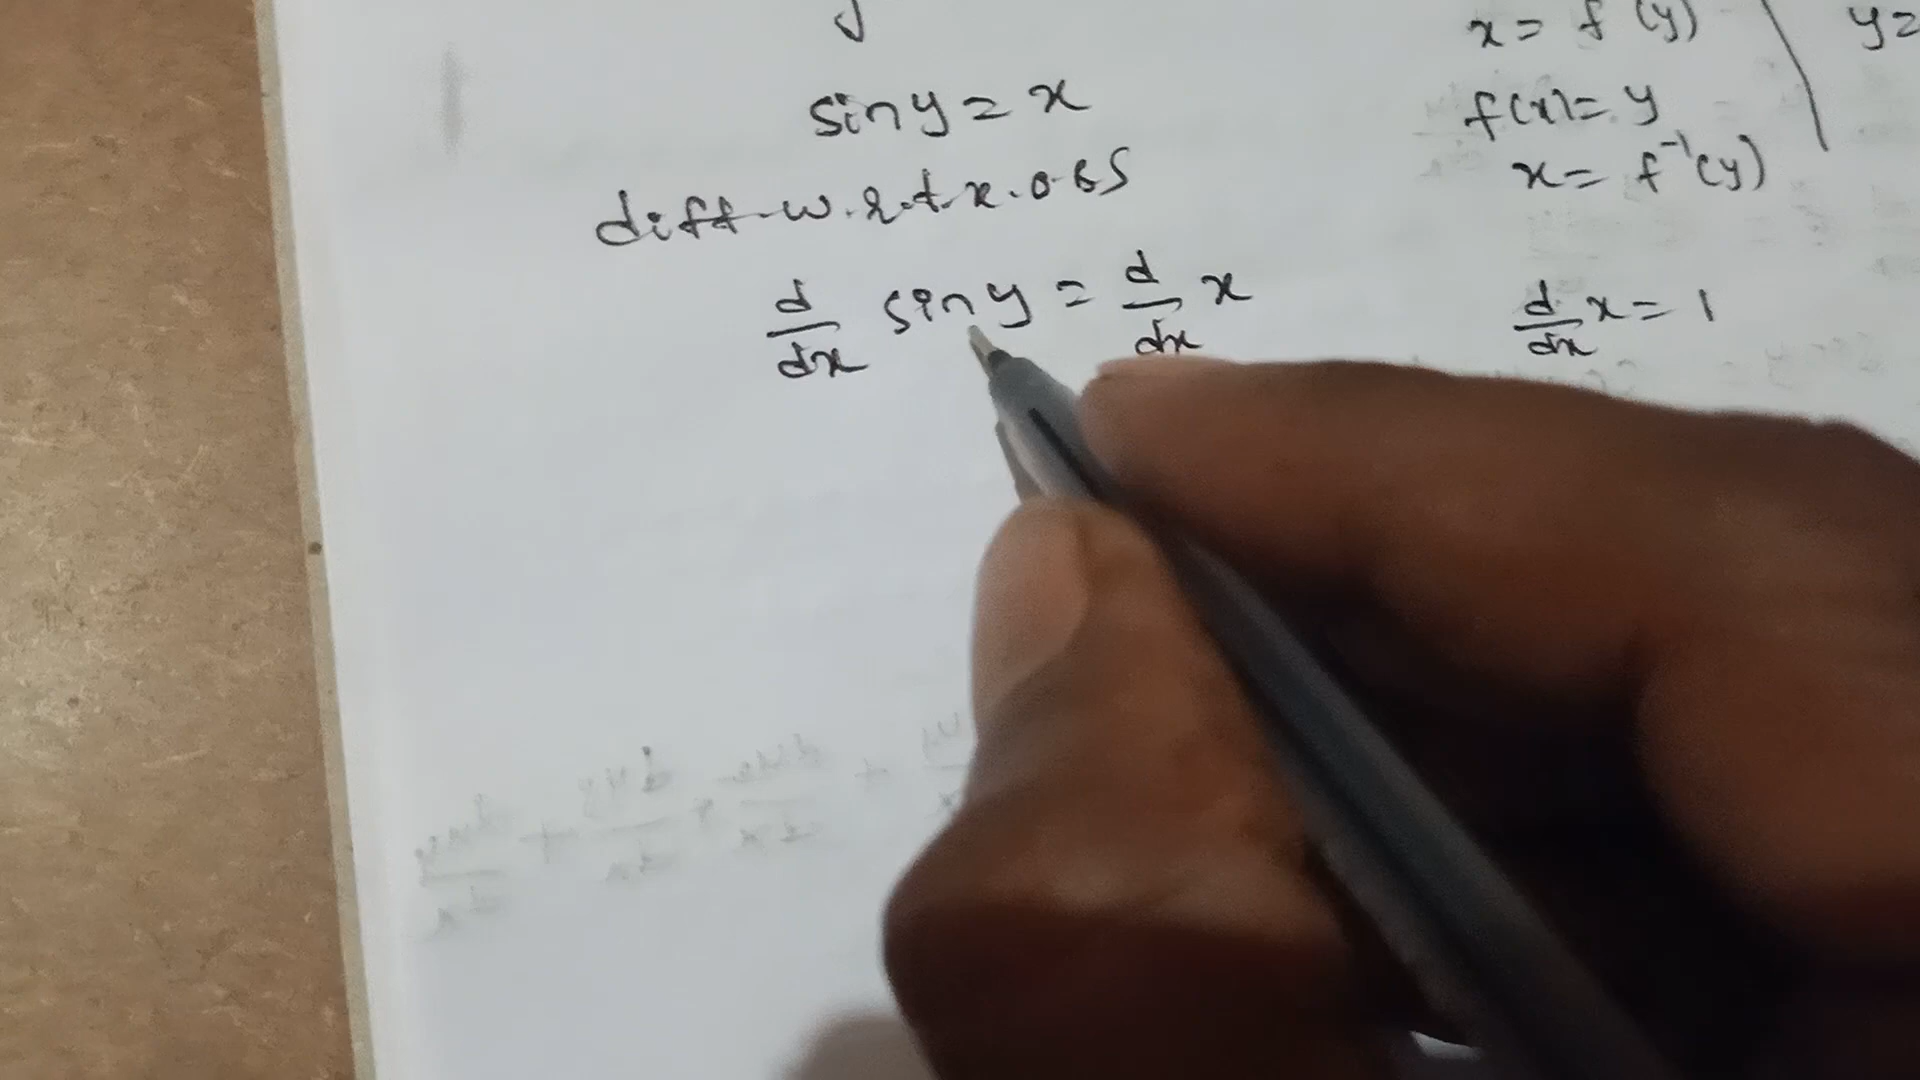 sin y = x
diff. w.r.t. x. o.b.s
d/dx sin y = d/dx x
x = f (y)
y =
f(x) = y
x = f⁻¹(y)
d/dx x = 1